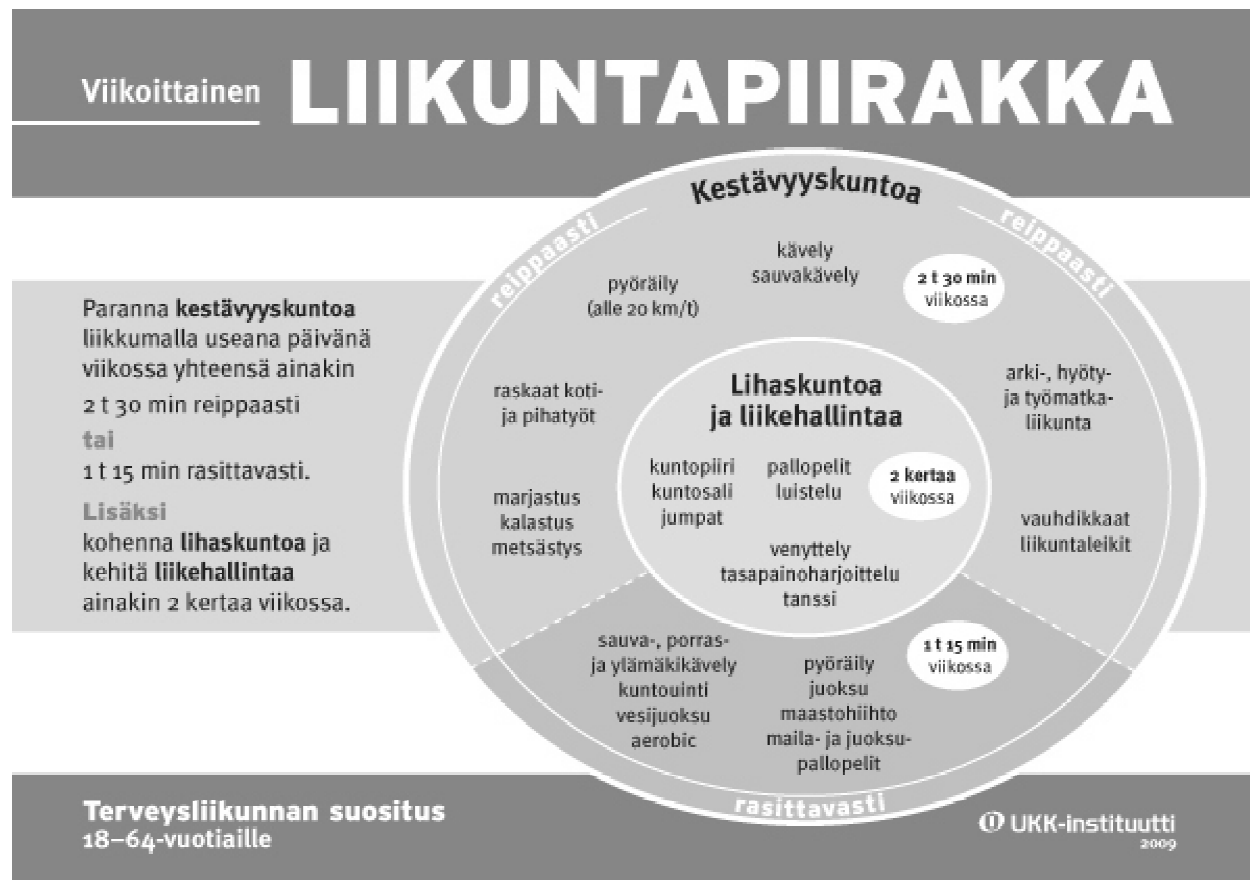 Viikoittainen LIIKUNTAPIIRAKKA
Paranna kestävyyskuntoa
liikkumalla useana päivänä
viikossa yhteensä ainakin
2 t 30 min reippaasti
tai
1 t 15 min rasittavasti.
Lisäksi
kohenna lihaskuntoa ja
kehitä liikehallintaa
ainakin 2 kertaa viikossa.
Kestävyyskuntoa
reippaasti
reippaasti
kävely
sauvakävely
2 t 30 min
viikossa
pyöräily
(alle 20 km/t)
raskaat koti-
ja pihatyöt
marjastus
kalastus
metsästys
arki-, hyöty-
ja työmatka-
liikunta
vauhdikkaat
liikuntaleikit
Lihaskuntoa
ja liikehallintaa
kuntopiiri
kuntosali
jumpat
pallopelit
luistelu
2 kertaa
viikossa
venyttely
tasapainoharjoittelu
tanssi
sauva-, porras-
ja ylämäkikävely
kuntouinti
vesijuoksu
aerobic
pyöräily
juoksu
maastohiihto
maila- ja juoksu-
pallopelit
1 t 15 min
viikossa
rasittavasti
Terveysliikunnan suositus
18–64-vuotiaille
UKK-instituutti
2009